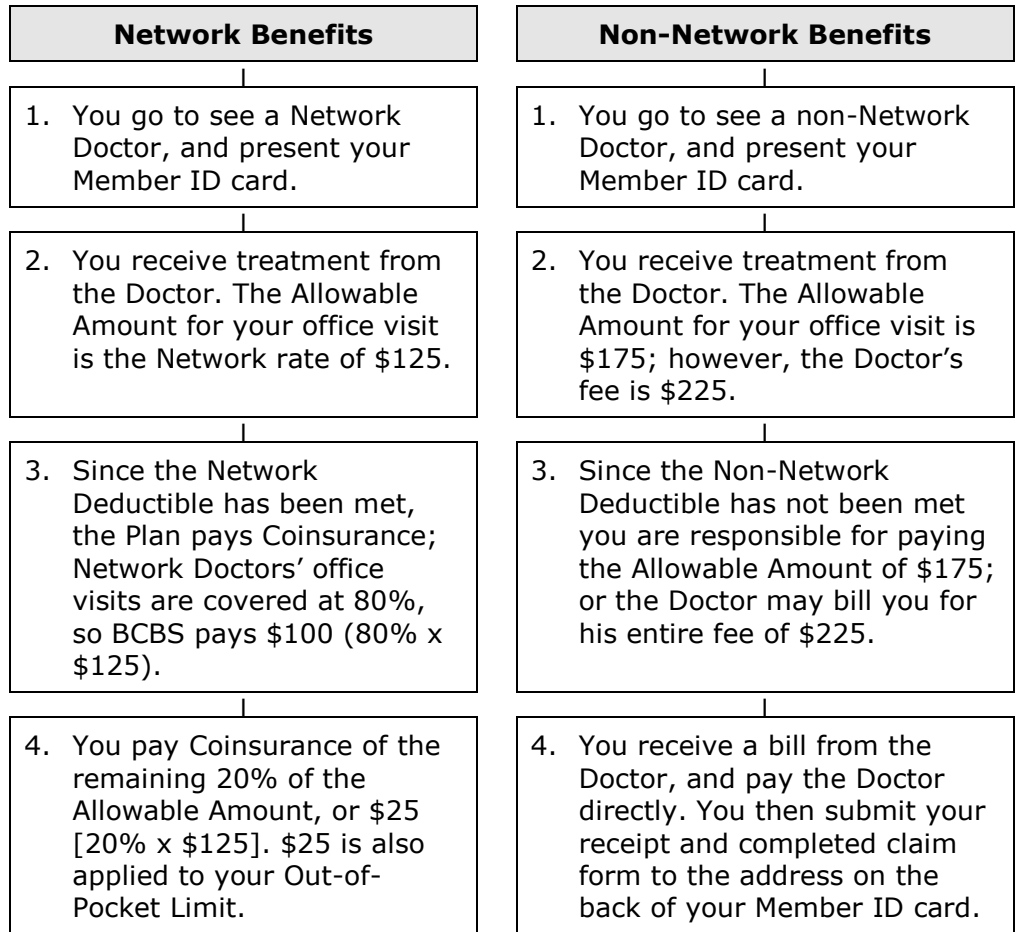 Network Benefits
1. You go to see a Network
Doctor, and present your
Member ID card.
2. You receive treatment from
the Doctor. The Allowable
Amount for your office visit
is the Network rate of $125.
3. Since the Network
Deductible has been met,
the Plan pays Coinsurance;
Network Doctors’ office
visits are covered at 80%,
so BCBS pays $100 (80% x
$125).
4. You pay Coinsurance of the
remaining 20% of the
Allowable Amount, or $25
[20% x $125]. $25 is also
applied to your Out-of-
Pocket Limit.
Non-Network Benefits
1. You go to see a non-Network
Doctor, and present your
Member ID card.
2. You receive treatment from
the Doctor. The Allowable
Amount for your office visit is
$175; however, the Doctor’s
fee is $225.
3. Since the Non-Network
Deductible has not been met
you are responsible for paying
the Allowable Amount of $175;
or the Doctor may bill you for
his entire fee of $225.
4. You receive a bill from the
Doctor, and pay the Doctor
directly. You then submit your
receipt and completed claim
form to the address on the
back of your Member ID card.